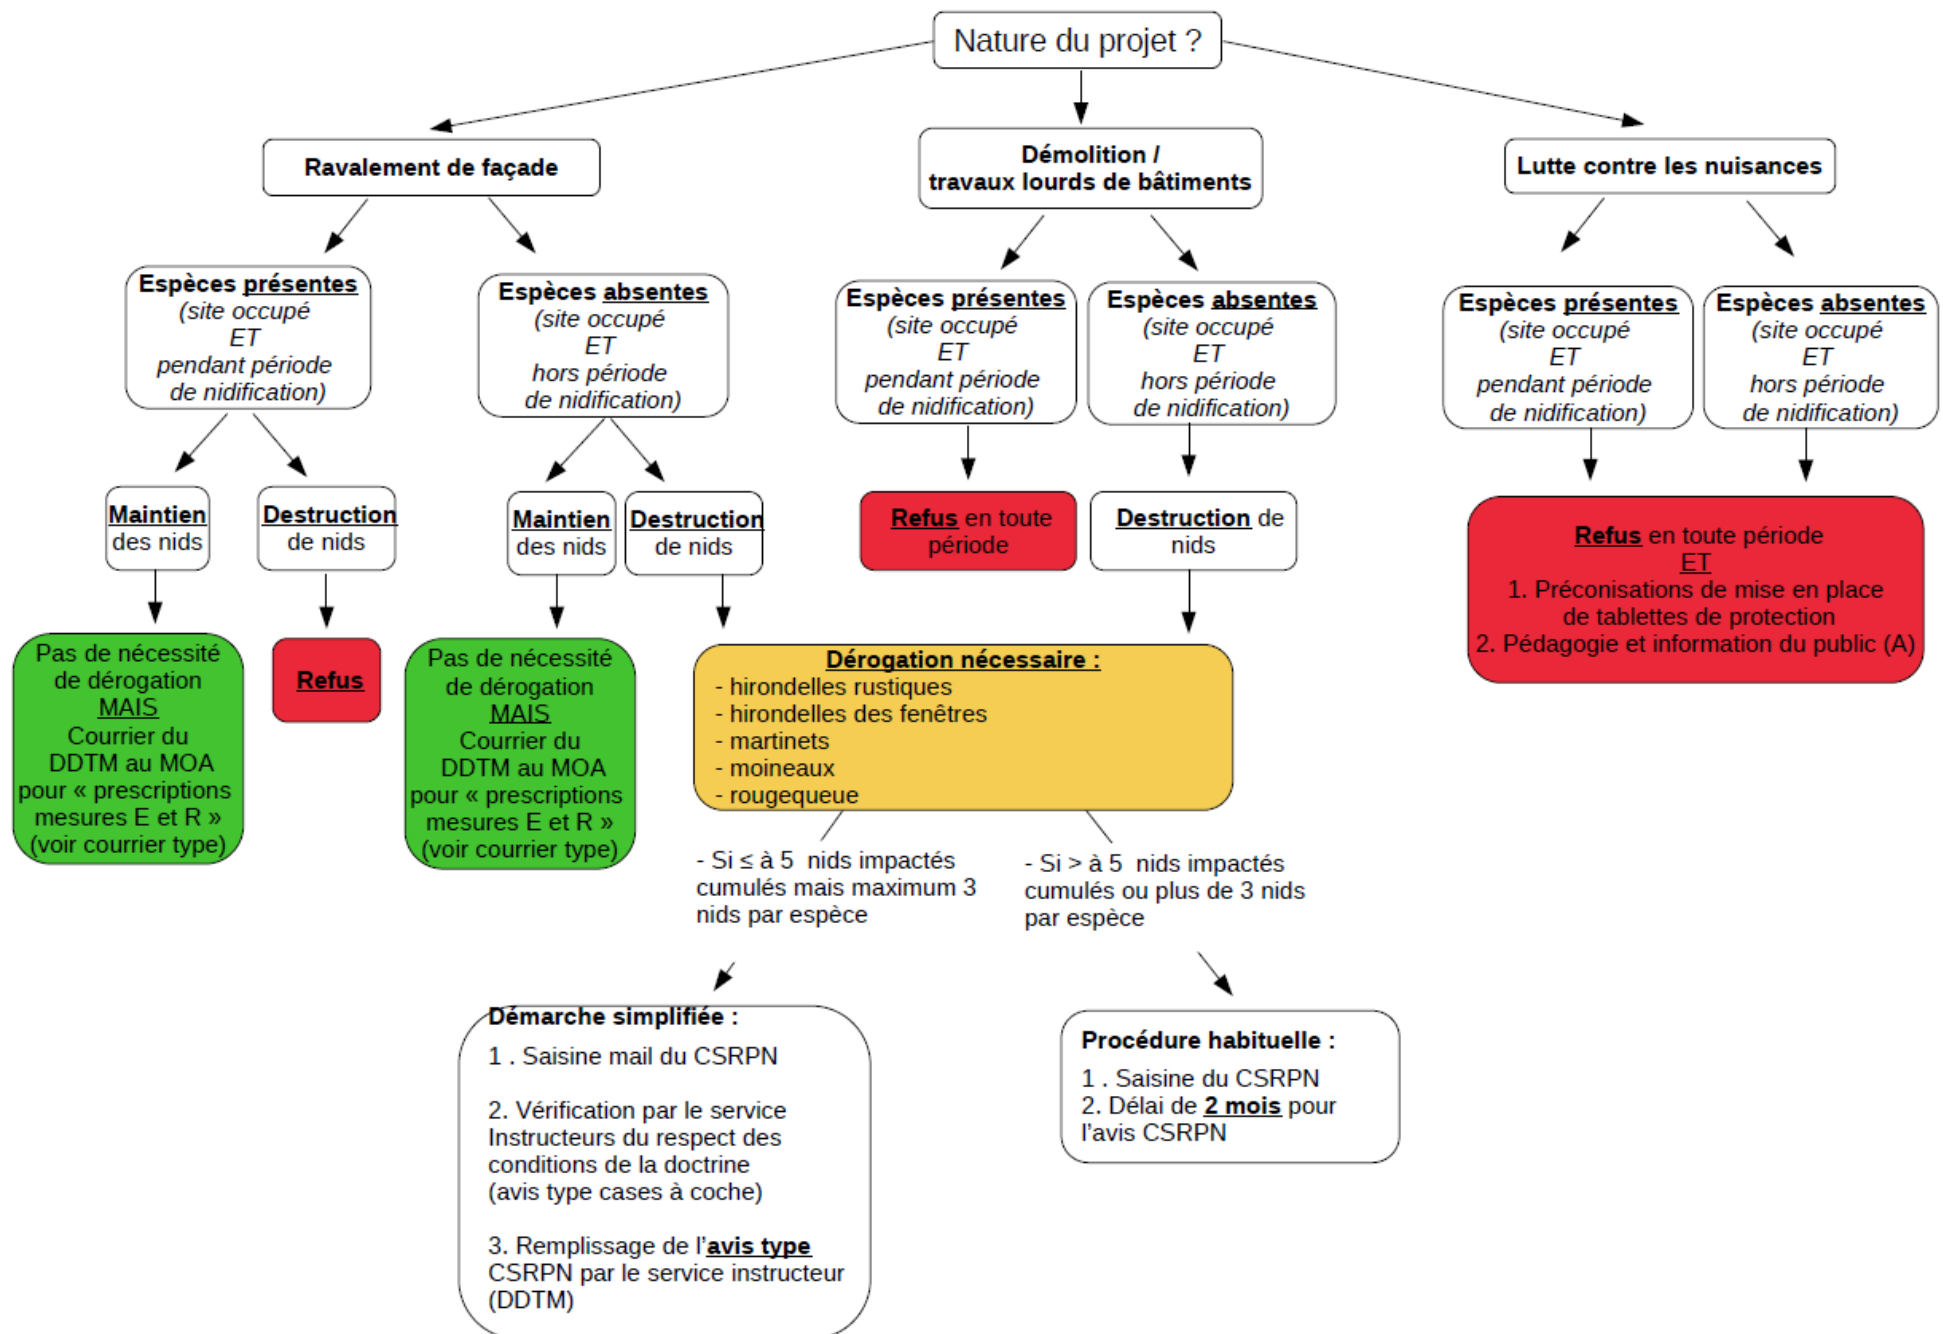 Nature du projet ?
Ravalement de façade
Démolition /
travaux lourds de bâtiments
Lutte contre les nuisances
Espèces présentes
(site occupé
ET
pendant période
de nidification)
Espèces absentes
(site occupé
ET
hors période
de nidification)
Espèces présentes
(site occupé
ET
pendant période
de nidification)
Espèces absentes
(site occupé
ET
hors période
de nidification)
Espèces présentes
(site occupé
ET
pendant période
de nidification)
Espèces absentes
(site occupé
ET
hors période
de nidification)
Maintien
des nids
Destruction
de nids
Maintien
des nids
Destruction
de nids
Refus en toute
période
Destruction de
nids
Refus en toute période
ET
1. Préconisations de mise en place
de tablettes de protection
2. Pédagogie et information du public (A)
Pas de nécessité
de dérogation
MAIS
Courrier du
DDTM au MOA
pour « prescriptions
mesures E et R »
(voir courrier type)
Refus
Pas de nécessité
de dérogation
MAIS
Courrier du
DDTM au MOA
pour « prescriptions
mesures E et R »
(voir courrier type)
Dérogation nécessaire :
- hirondelles rustiques
- hirondelles des fenêtres
- martinets
- moineaux
- rougequeue
- Si ≤ à 5 nids impactés
cumulés mais maximum 3
nids par espèce
- Si > à 5 nids impactés
cumulés ou plus de 3 nids
par espèce
Démarche simplifiée :
1 . Saisine mail du CSRPN
2. Vérification par le service
Instructeurs du respect des
conditions de la doctrine
(avis type cases à coche)
3. Remplissage de l'avis type
CSRPN par le service instructeur
(DDTM)
Procédure habituelle :
1 . Saisine du CSRPN
2. Délai de 2 mois pour
l'avis CSRPN